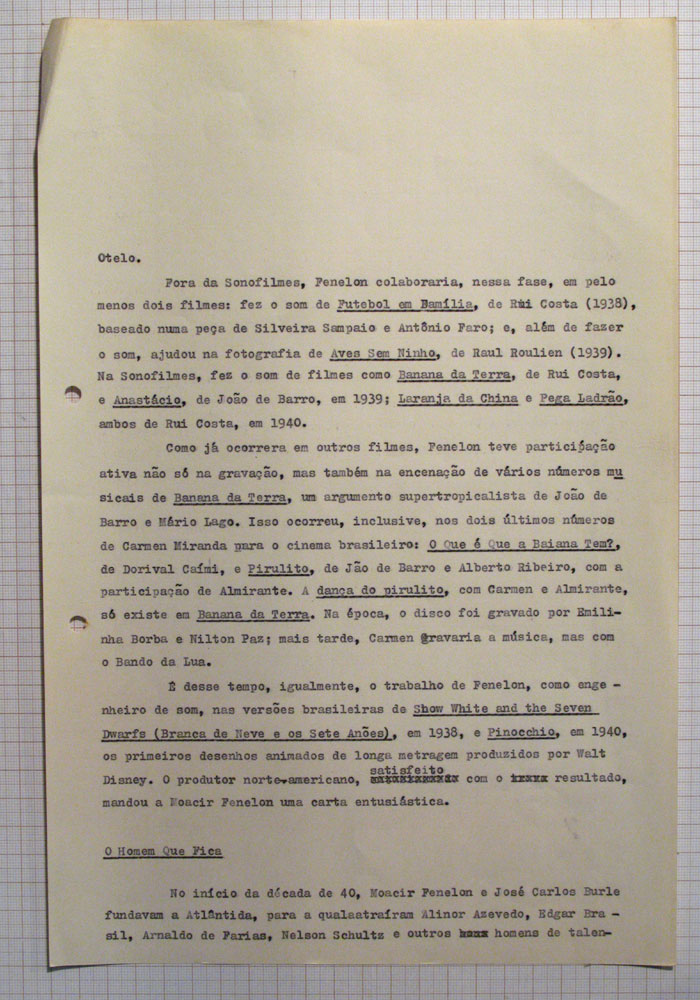 Otelo.
Fora da Sonofilmes, Fenelon colaboraria, nessa fase, em pelo
menos dois filmes: fez o som de Futebol em Bamília, de Rui Costa (1938),
baseado numa peça de Silveira Sampaio e Antônio Faro; e, além de fazer
o som, ajudou na fotografia de Aves Sem Ninho, de Raul Roulien (1939).
Na Sonofilmes, fez o som de filmes como Banana da Terra, de Rui Costa,
e Anastácio, de João de Barro, em 1939; Laranja da China e Pega Ladrão,
ambos de Rui Costa, em 1940.
Como já ocorrera em outros filmes, Fenelon teve participação
ativa não só na gravação, mas também na encenação de vários números mu
sicais de Banana da Terra, um argumento supertropicalista de João de
Barro e Mário Lago. Isso ocorreu, inclusive, nos dois últimos números
de Carmen Miranda para o cinema brasileiro: O Que é Que a Baiana Tem?,
de Dorival Caími, e Pirulito, de Jão de Barro e Alberto Ribeiro, com a
participação de Almirante. A dança do pirulito, com Carmen e Almirante,
só existe em Banana da Terra. Na época, o disco foi gravado por Emili-
nha Borba e Nilton Paz; mais tarde, Carmen gravaria a música, mas com
o Bando da Lua.
É desse tempo, igualmente, o trabalho de Fenelon, como enge -
nheiro de som, nas versões brasileiras de Show White and the Seven
Dwarfs (Branca de Neve e os Sete Anões), em 1938, e Pinocchio, em 1940,
os primeiros desenhos animados de longa metragem produzidos por Walt
Disney. O produtor norte-americano, satisfeito com o resultado,
mandou a Moacir Fenelon uma carta entusiástica.
O Homem Que Fica
No início da década de 40, Moacir Fenelon e José Carlos Burle
fundavam a Atlântida, para a qualaatraíram Alinor Azevedo, Edgar Bra -
sil, Arnaldo de Farias, Nelson Schultz e outros homens de talen-